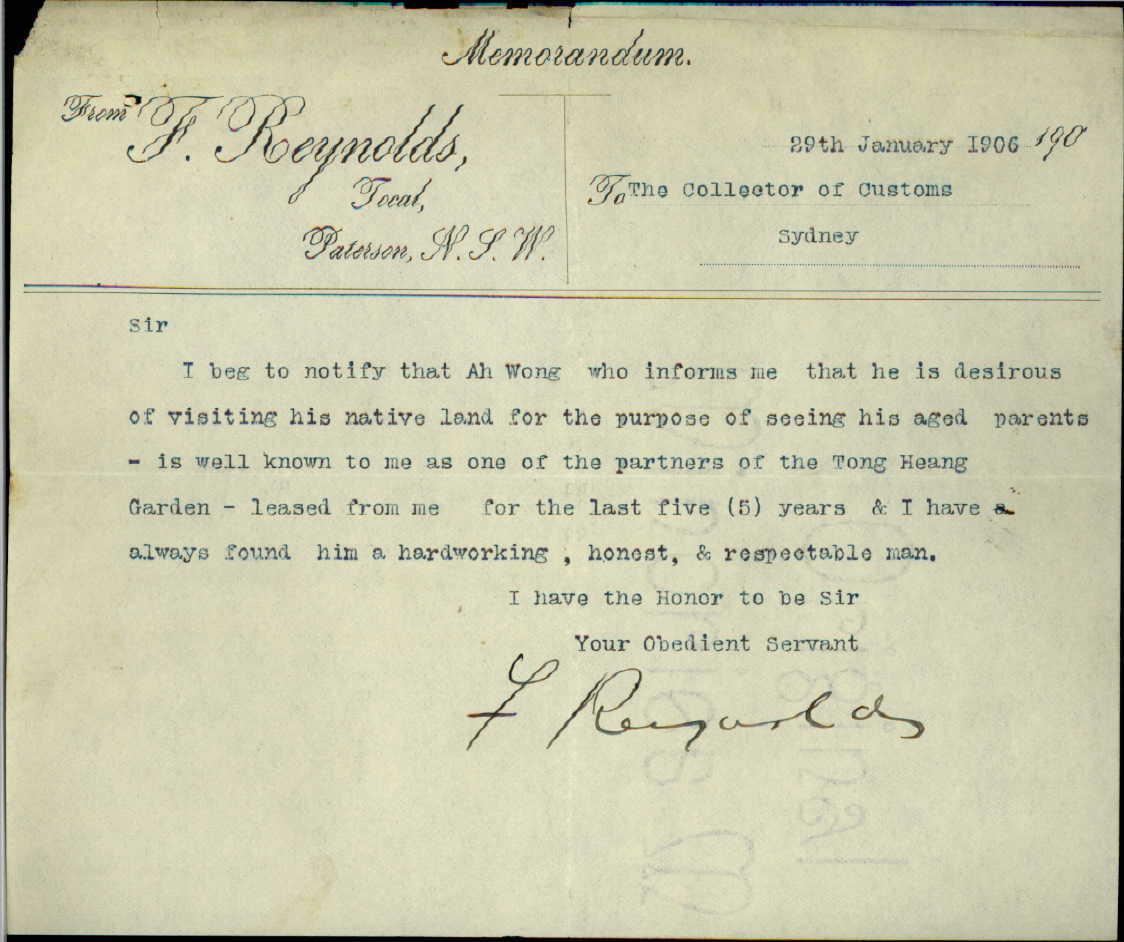 Memorandum.
From F. Reynolds,
Tocal,
Paterson, N.S.W.
29th January 1906 190
To The Collector of Customs
Sydney
Sir
I beg to notify that Ah Wong who informs me that he is desirous
of visiting his native land for the purpose of seeing his aged parents
- is well known to me as one of the partners of the Tong Heang
Garden - leased from me for the last five (5) years & I have a
always found him a hardworking , honest, & respectable man.
I have the Honor to be Sir
Your Obedient Servant
F Reynolds